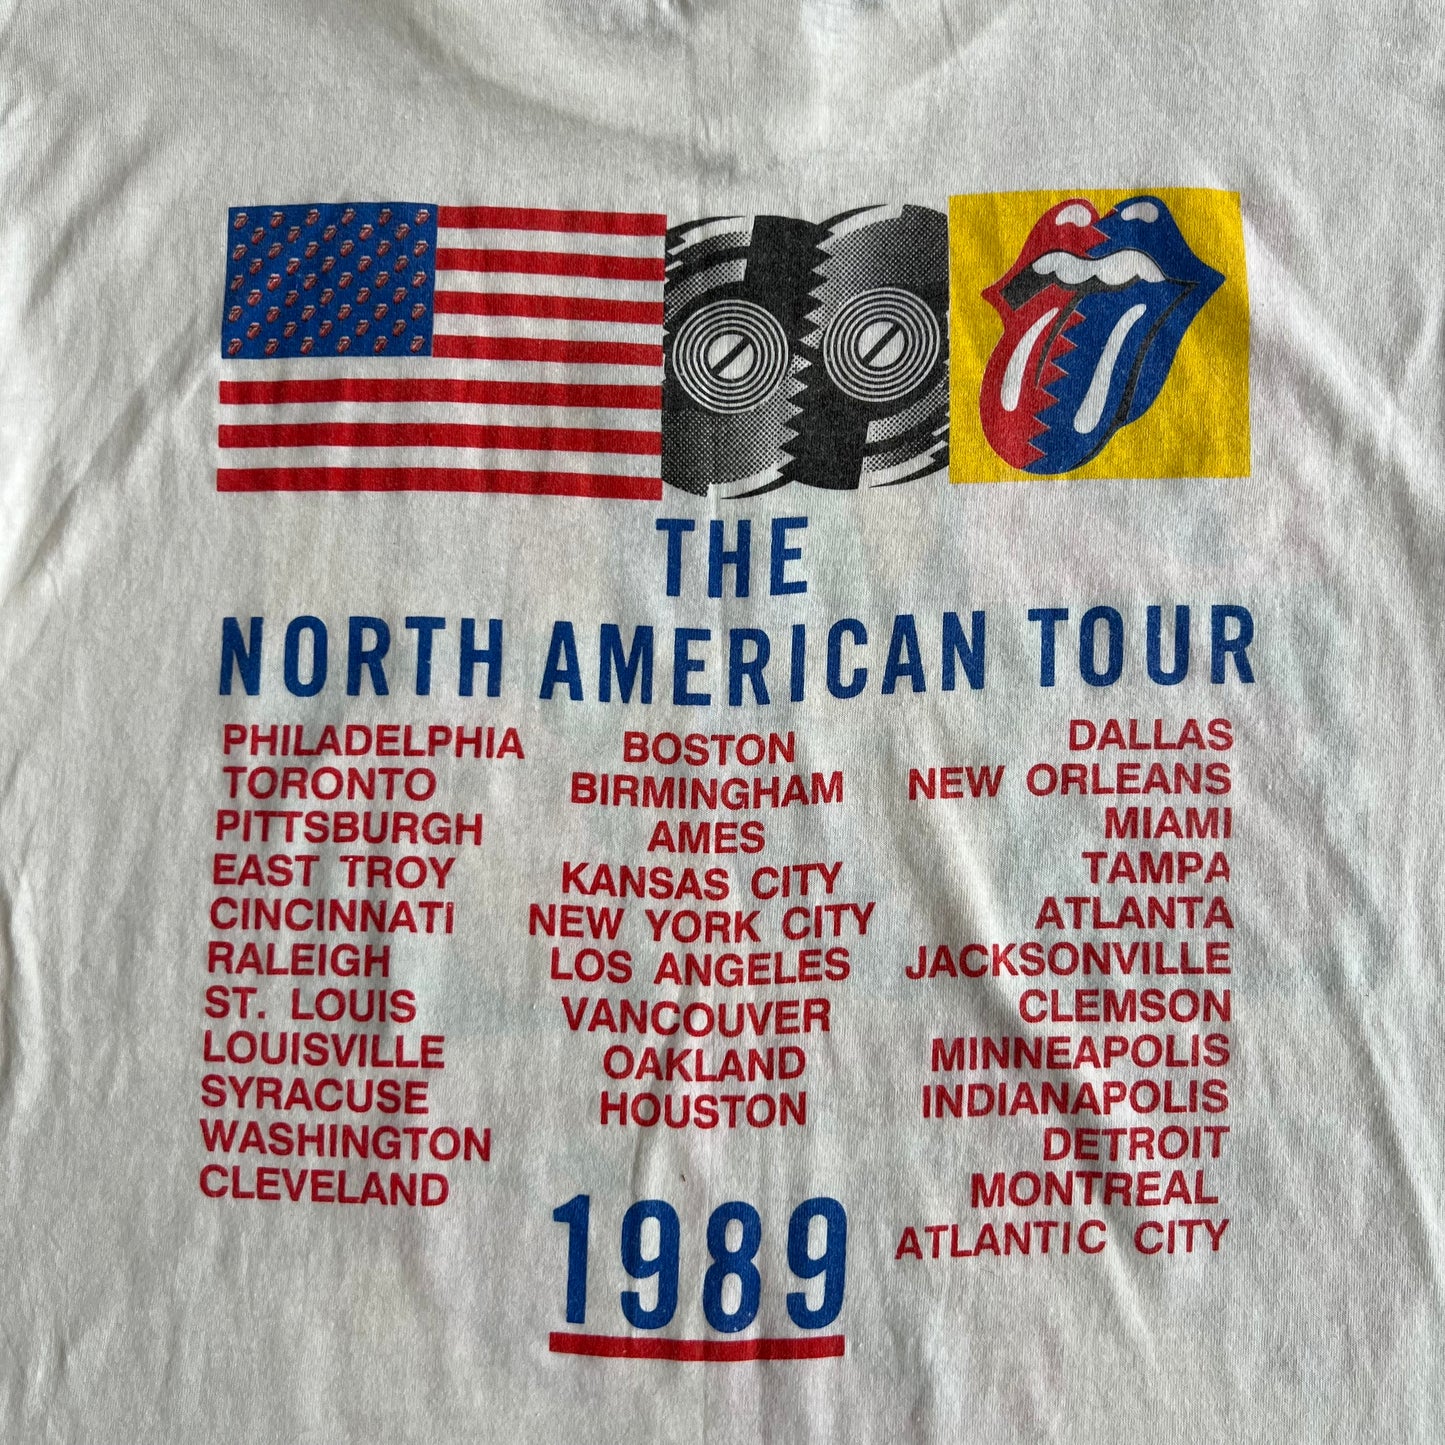 THE
NORTH AMERICAN TOUR
PHILADELPHIA
TORONTO
PITTSBURGH
EAST TROY
CINCINNATI
RALEIGH
ST. LOUIS
LOUISVILLE
SYRACUSE
WASHINGTON
CLEVELAND
BOSTON
BIRMINGHAM
AMES
KANSAS CITY
NEW YORK CITY
LOS ANGELES
VANCOUVER
OAKLAND
HOUSTON
DALLAS
NEW ORLEANS
MIAMI
TAMPA
ATLANTA
JACKSONVILLE
CLEMSON
MINNEAPOLIS
INDIANAPOLIS
DETROIT
MONTREAL
ATLANTIC CITY
1989